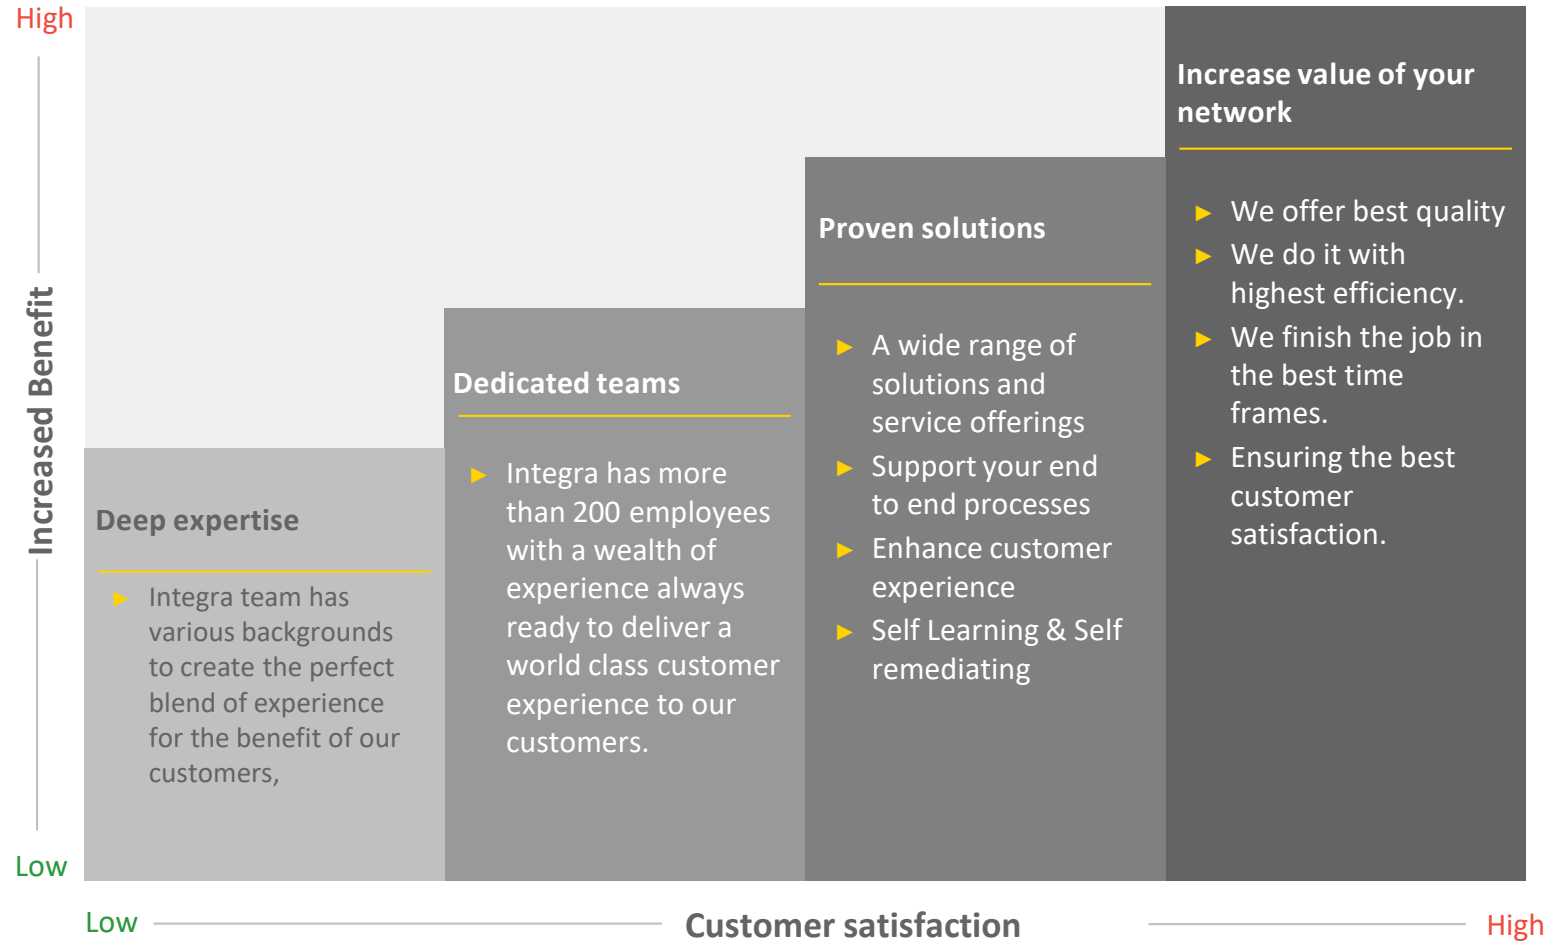 High
Increased Benefit
Low
Deep expertise
► Integra team has
various backgrounds
to create the perfect
blend of experience
for the benefit of our
customers,
Dedicated teams
► Integra has more
than 200 employees
with a wealth of
experience always
ready to deliver a
world class customer
experience to our
customers.
Proven solutions
► A wide range of
solutions and
service offerings
► Support your end
to end processes
► Enhance customer
experience
► Self Learning & Self
remediating
Increase value of your
network
► We offer best quality
► We do it with
highest efficiency.
► We finish the job in
the best time
frames.
► Ensuring the best
customer
satisfaction.
Low
Customer satisfaction
High